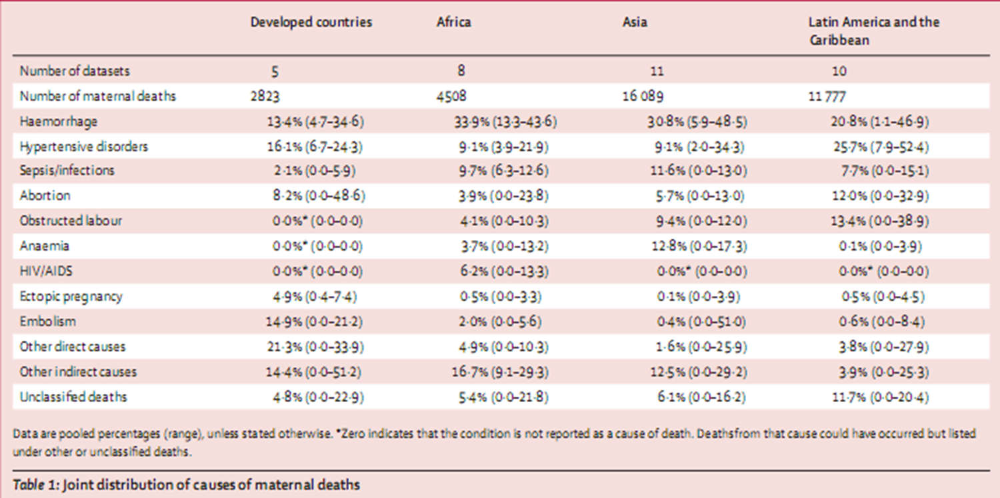 Developed countries Africa Asia Latin America and the
Caribbean
Number of datasets 5 8 11 10
Number of maternal deaths 2823 4508 16 089 11 777
Haemorrhage 13·4% (4·7–34·6) 33·9% (13·3–43·6) 30·8% (5·9–48·5) 20·8% (1·1–46·9)
Hypertensive disorders 16·1% (6·7–24·3) 9·1% (3·9–21·9) 9·1% (2·0–34·3) 25·7% (7·9–52·4)
Sepsis/infections 2·1% (0·0–5·9) 9·7% (6·3–12·6) 11·6% (0·0–13·0) 7·7% (0·0–15·1)
Abortion 8·2% (0·0–48·6) 3·9% (0·0–23·8) 5·7% (0·0–13·0) 12·0% (0·0–32·9)
Obstructed labour 0·0%* (0·0–0·0) 4·1% (0·0–10·3) 9·4% (0·0–12·0) 13·4% (0·0–38·9)
Anaemia 0·0%* (0·0–0·0) 3·7% (0·0–13·2) 12·8% (0·0–17·3) 0·1% (0·0–3·9)
HIV/AIDS 0·0%* (0·0–0·0) 6·2% (0·0–13·3) 0·0%* (0·0–0·0) 0·0%* (0·0–0·0)
Ectopic pregnancy 4·9% (0·4–7·4) 0·5% (0·0–3·3) 0·1% (0·0–3·9) 0·5% (0·0–4·5)
Embolism 14·9% (0·0–21·2) 2·0% (0·0–5·6) 0·4% (0·0–51·0) 0·6% (0·0–8·4)
Other direct causes 21·3% (0·0–33·9) 4·9% (0·0–10·3) 1·6% (0·0–25·9) 3·8% (0·0–27·9)
Other indirect causes 14·4% (0·0–51·2) 16·7% (9·1–29·3) 12·5% (0·0–29·2) 3·9% (0·0–25·3)
Unclassified deaths 4·8% (0·0–22·9) 5·4% (0·0–21·8) 6·1% (0·0–16·2) 11·7% (0·0–20·4)
Data are pooled percentages (range), unless stated otherwise. *Zero indicates that the condition is not reported as a cause of death. Deathsfrom that cause could have occurred but listed
under other or unclassified deaths.
Table 1: Joint distribution of causes of maternal deaths